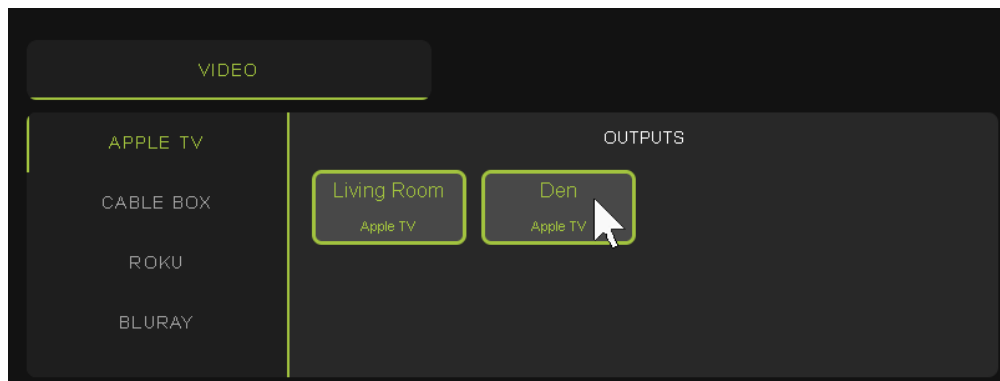 VIDEO
APPLE TV
CABLE BOX
ROKU
BLURAY
OUTPUTS
Living Room
Apple TV
Den
Apple TV